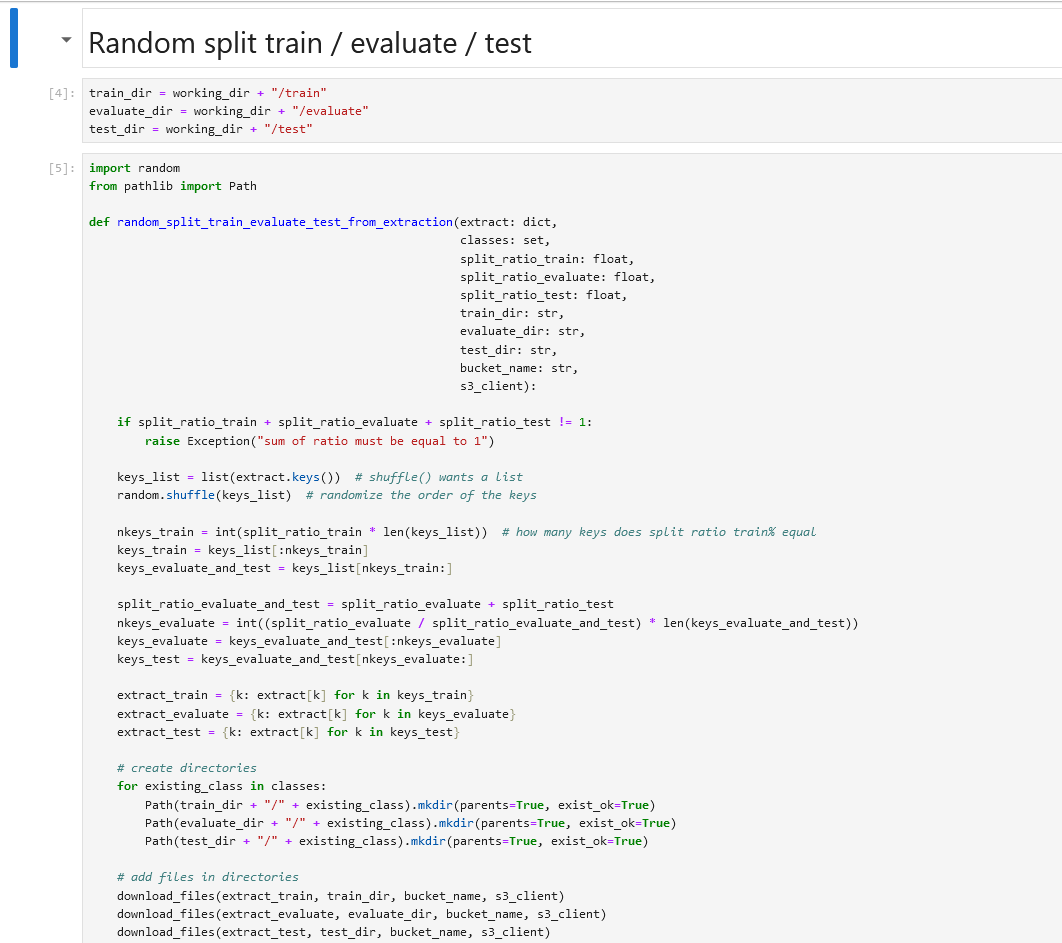 Random split train / evaluate / test
[4]: train_dir = working_dir + "/train"
evaluate_dir = working_dir + "/evaluate"
test_dir = working_dir + "/test"
[5]: import random
from pathlib import Path
def random_split_train_evaluate_test_from_extraction(extract: dict,
classes: set,
split_ratio_train: float,
split_ratio_evaluate: float,
split_ratio_test: float,
train_dir: str,
evaluate_dir: str,
test_dir: str,
bucket_name: str,
s3_client):
if split_ratio_train + split_ratio_evaluate + split_ratio_test != 1:
raise Exception("sum of ratio must be equal to 1")
keys_list = list(extract.keys())  # shuffle() wants a list
random.shuffle(keys_list)  # randomize the order of the keys
nkeys_train = int(split_ratio_train * len(keys_list))  # how many keys does split ratio train% equal
keys_train = keys_list[:nkeys_train]
keys_evaluate_and_test = keys_list[nkeys_train:]
split_ratio_evaluate_and_test = split_ratio_evaluate + split_ratio_test
nkeys_evaluate = int((split_ratio_evaluate / split_ratio_evaluate_and_test) * len(keys_evaluate_and_test))
keys_evaluate = keys_evaluate_and_test[:nkeys_evaluate]
keys_test = keys_evaluate_and_test[nkeys_evaluate:]
extract_train = {k: extract[k] for k in keys_train}
extract_evaluate = {k: extract[k] for k in keys_evaluate}
extract_test = {k: extract[k] for k in keys_test}
# create directories
for existing_class in classes:
Path(train_dir + "/" + existing_class).mkdir(parents=True, exist_ok=True)
Path(evaluate_dir + "/" + existing_class).mkdir(parents=True, exist_ok=True)
Path(test_dir + "/" + existing_class).mkdir(parents=True, exist_ok=True)
# add files in directories
download_files(extract_train, train_dir, bucket_name, s3_client)
download_files(extract_evaluate, evaluate_dir, bucket_name, s3_client)
download_files(extract_test, test_dir, bucket_name, s3_client)